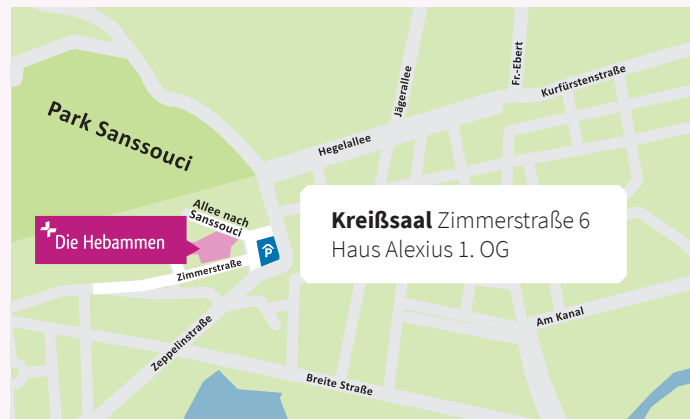 Fr.-Ebert
Jägerallee
Kurfürstenstraße
Park Sanssouci
Hegelallee
Allee nach
Sanssouci
Kreißsaal Zimmerstraße 6
Haus Alexius 1. OG
Die Hebammen
P
Zimmerstraße
Am Kanal
Zeppelinstraße
Breite Straße